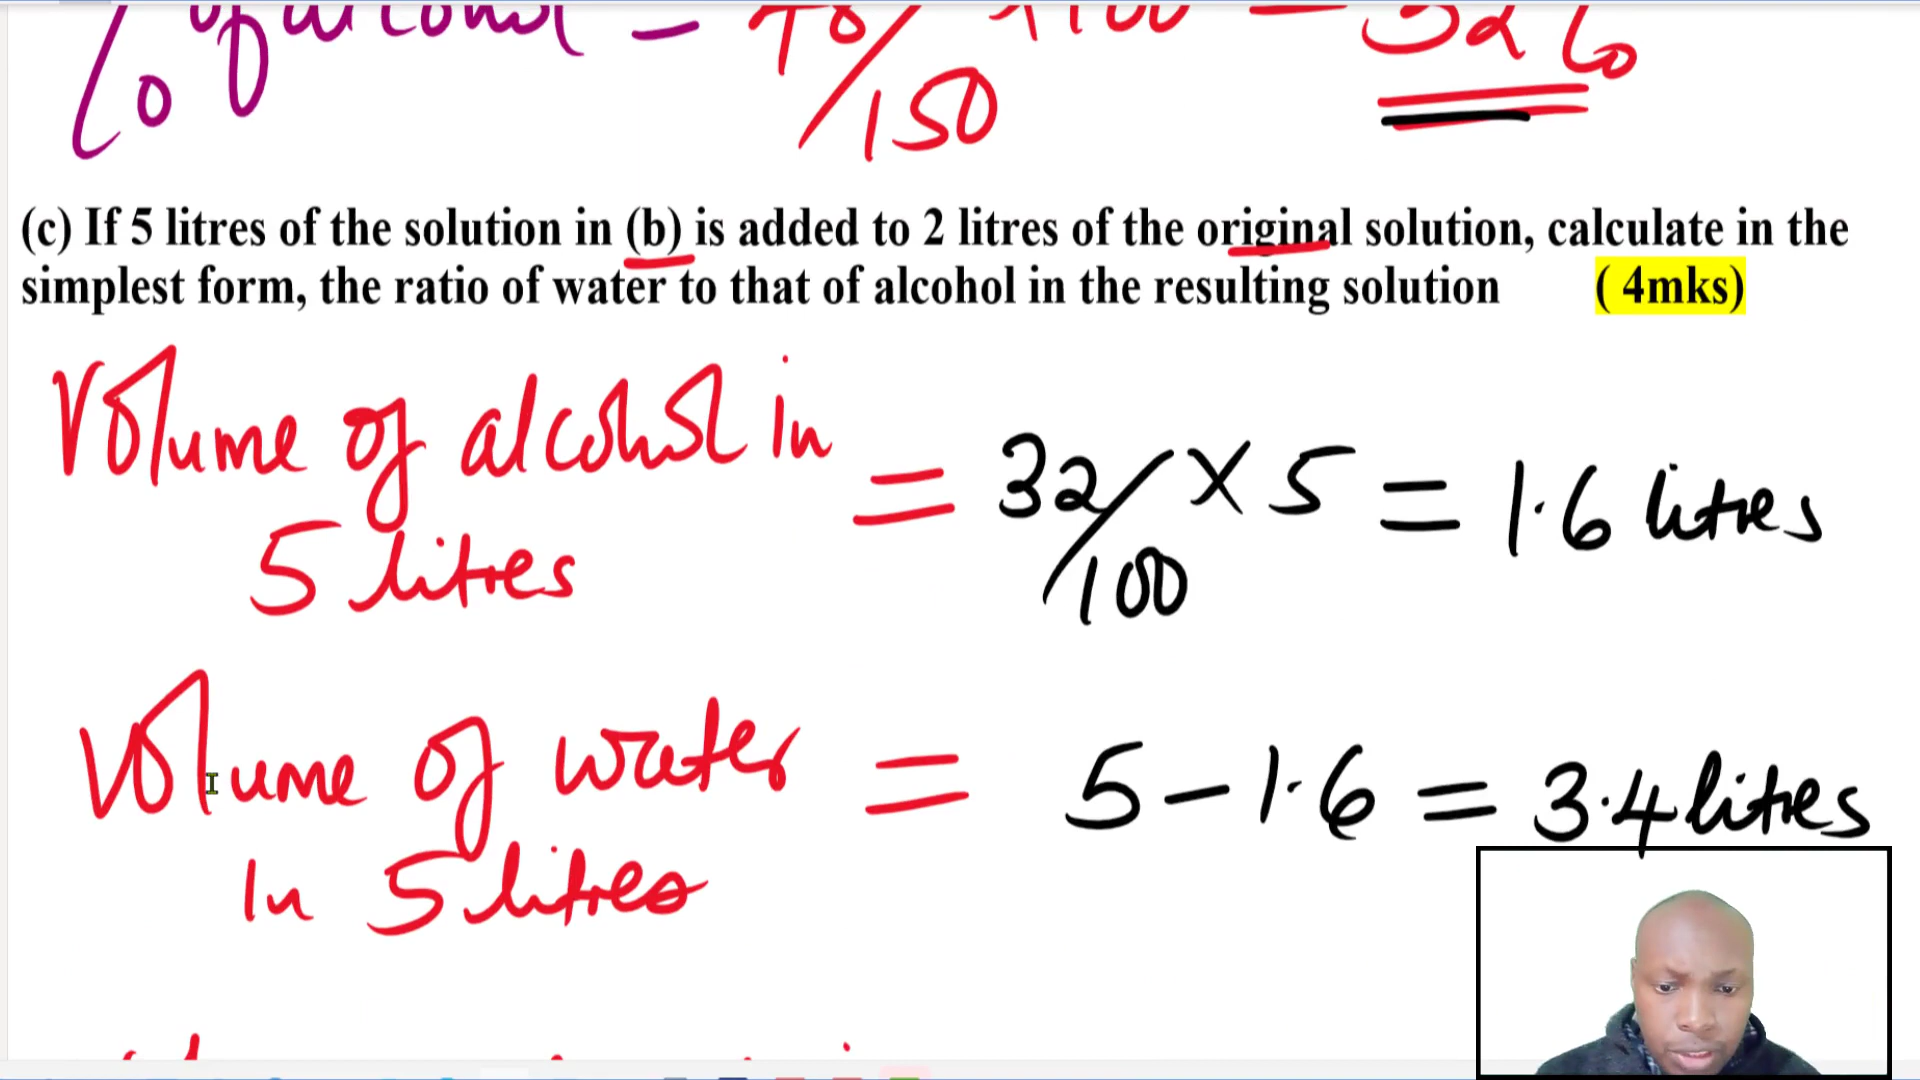 % of alcohol = 48/150 × 100 = 32%
(c) If 5 litres of the solution in (b) is added to 2 litres of the original solution, calculate in the
simplest form, the ratio of water to that of alcohol in the resulting solution ( 4mks)
Volume of alcohol in 5 litres = 32/100 × 5 = 1.6 litres
Volume of water In 5 litres = 5 - 1.6 = 3.4 litres